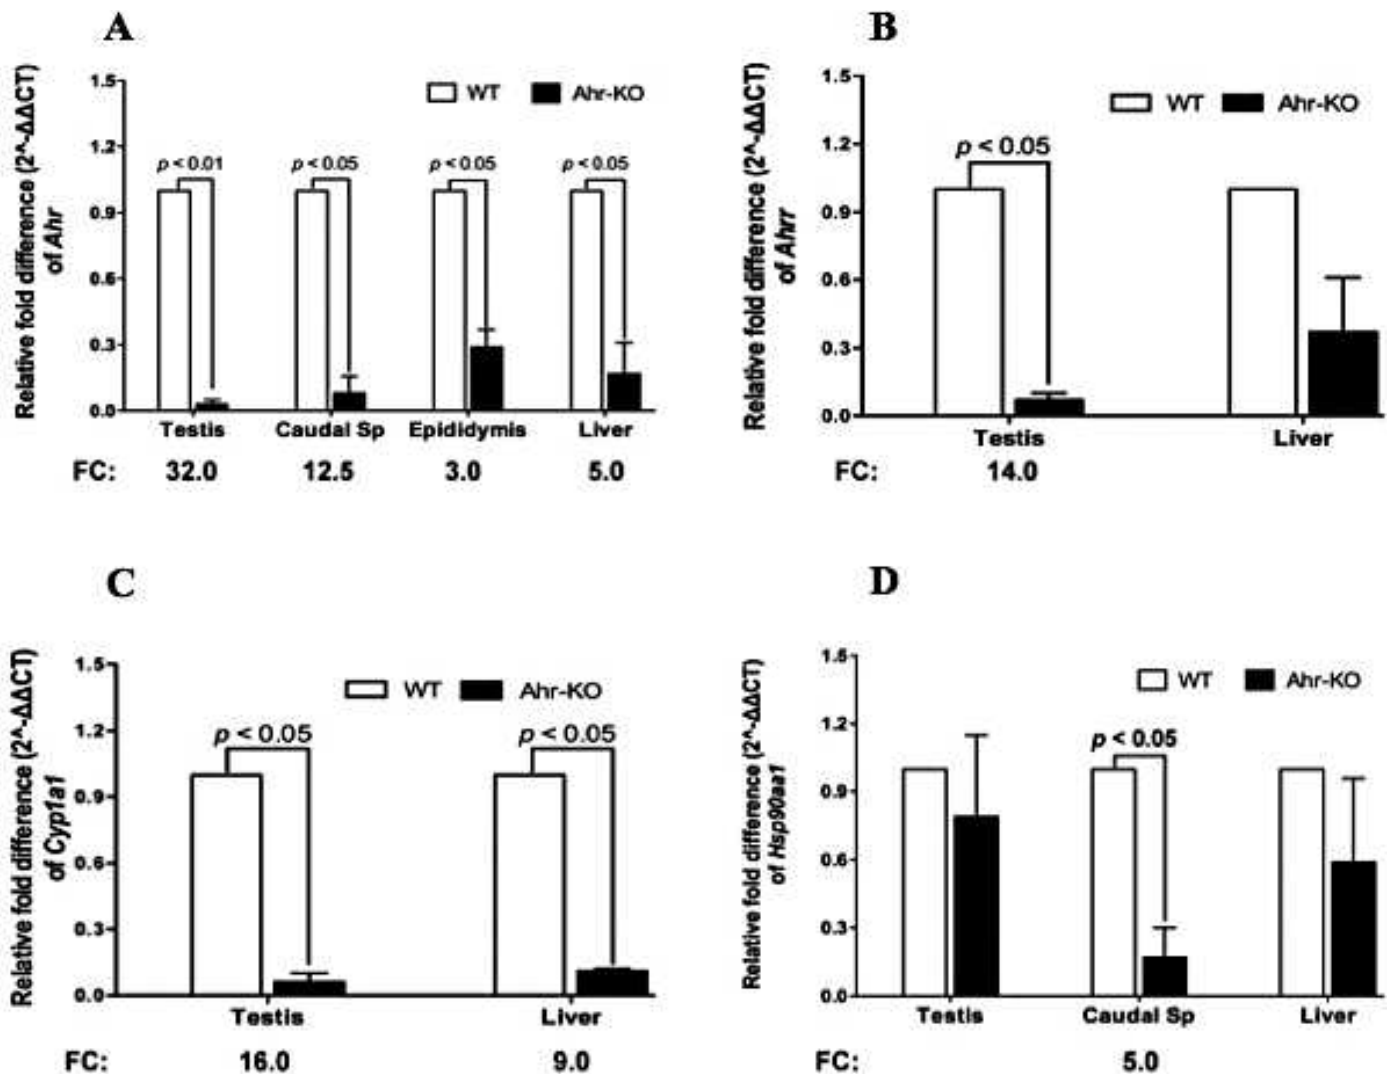 A
Relative fold difference (2^-ΔΔCT)
of Ahr
WT Ahr-KO
1.5
1.2
0.9
0.6
0.3
0.0
p < 0.01 p < 0.05 p < 0.05 p < 0.05
Testis Caudal Sp Epididymis Liver
FC: 32.0 12.5 3.0 5.0
B
Relative fold difference (2^-ΔΔCT)
of Ahrr
WT Ahr-KO
1.5
1.2
0.9
0.6
0.3
0.0
p < 0.05
Testis Liver
FC: 14.0
C
Relative fold difference (2^-ΔΔCT)
of Cyp1a1
WT Ahr-KO
1.5
1.2
0.9
0.6
0.3
0.0
p < 0.05 p < 0.05
Testis Liver
FC: 16.0 9.0
D
Relative fold difference (2^-ΔΔCT)
of Hsp90aa1
WT Ahr-KO
1.5
1.2
0.9
0.6
0.3
0.0
p < 0.05
Testis Caudal Sp Liver
FC: 5.0